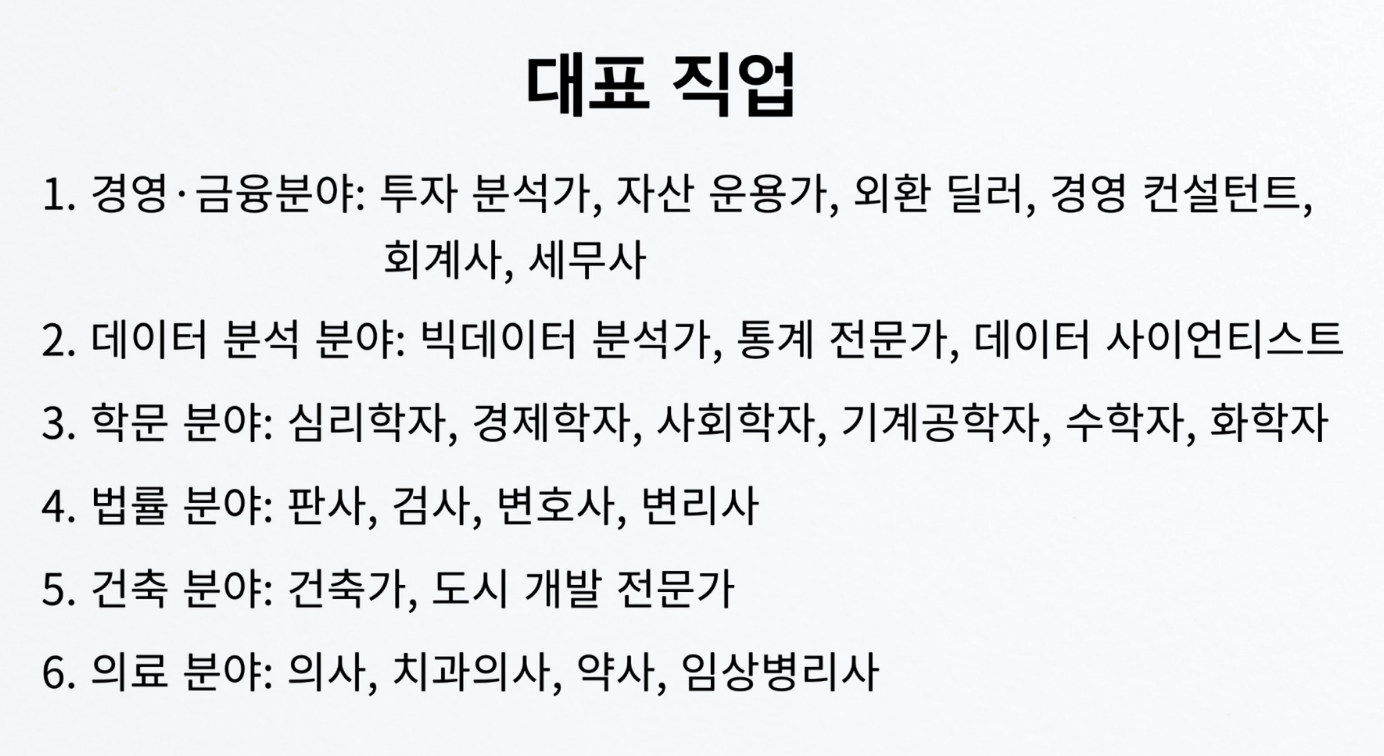 대표 직업
1. 경영·금융분야: 투자 분석가, 자산 운용가, 외환 딜러, 경영 컨설턴트,
회계사, 세무사
2. 데이터 분석 분야: 빅데이터 분석가, 통계 전문가, 데이터 사이언티스트
3. 학문 분야: 심리학자, 경제학자, 사회학자, 기계공학자, 수학자, 화학자
4. 법률 분야: 판사, 검사, 변호사, 변리사
5. 건축 분야: 건축가, 도시 개발 전문가
6. 의료 분야: 의사, 치과의사, 약사, 임상병리사